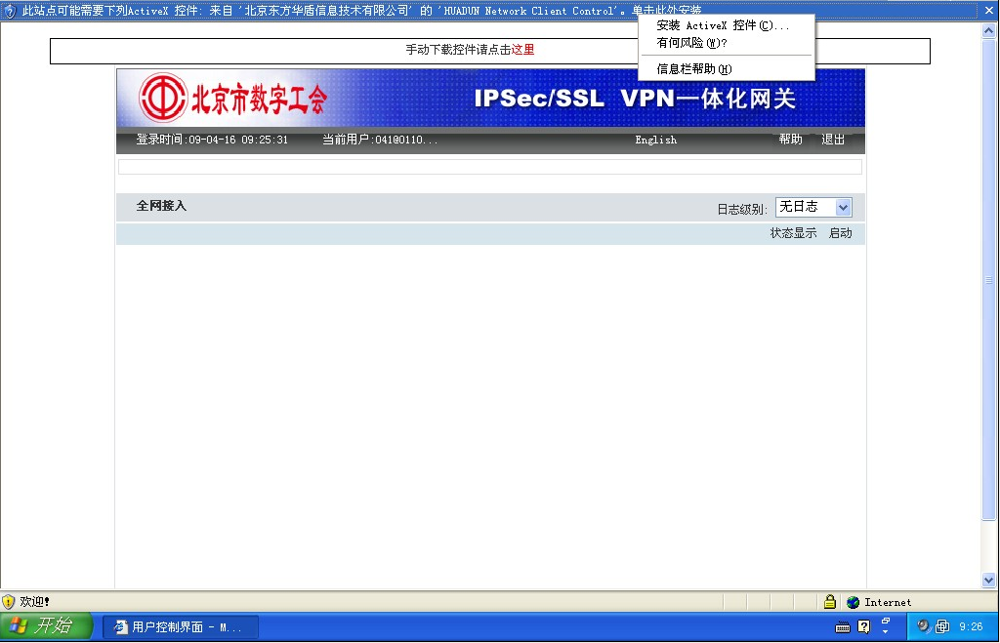 此站点可能需要下列ActiveX 控件: 来自 '北京东方华盾信息技术有限公司' 的 'HUADUN Network Client Control'。单击此处安装...
安装 ActiveX 控件(C)...
有何风险(W)?
信息栏帮助(H)
手动下载控件请点击这里
北京市数字工会
IPSec/SSL VPN一体化网关
登录时间:09-04-16 09:25:31 当前用户:041@0110... English 帮助 退出
全网接入 日志级别: 无日志
状态显示 启动
欢迎! Internet
开始 用户控制界面 - M... 9:26